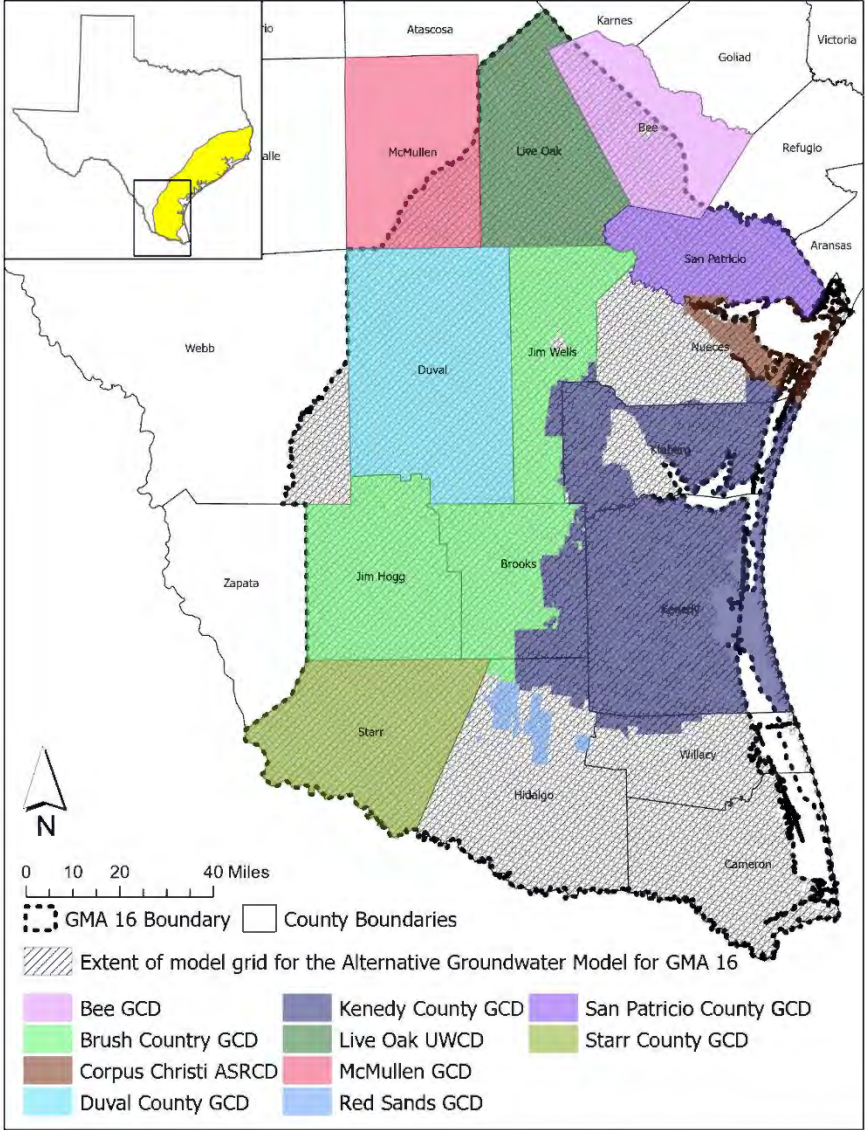 Atascosa
Karnes
Goliad
Victoria
rio
alle
McMullen
Live Oak
Bee
Refugio
San Patricio
Aransas
Webb
Duval
Jim Wells
Nueces
Kleberg
Zapata
Jim Hogg
Brooks
Kenedy
Starr
Willacy
Hidalgo
Cameron
N
0 10 20 40 Miles
GMA 16 Boundary County Boundaries
Extent of model grid for the Alternative Groundwater Model for GMA 16
Bee GCD Kenedy County GCD San Patricio County GCD
Brush Country GCD Live Oak UWCD Starr County GCD
Corpus Christi ASRCD McMullen GCD
Duval County GCD Red Sands GCD